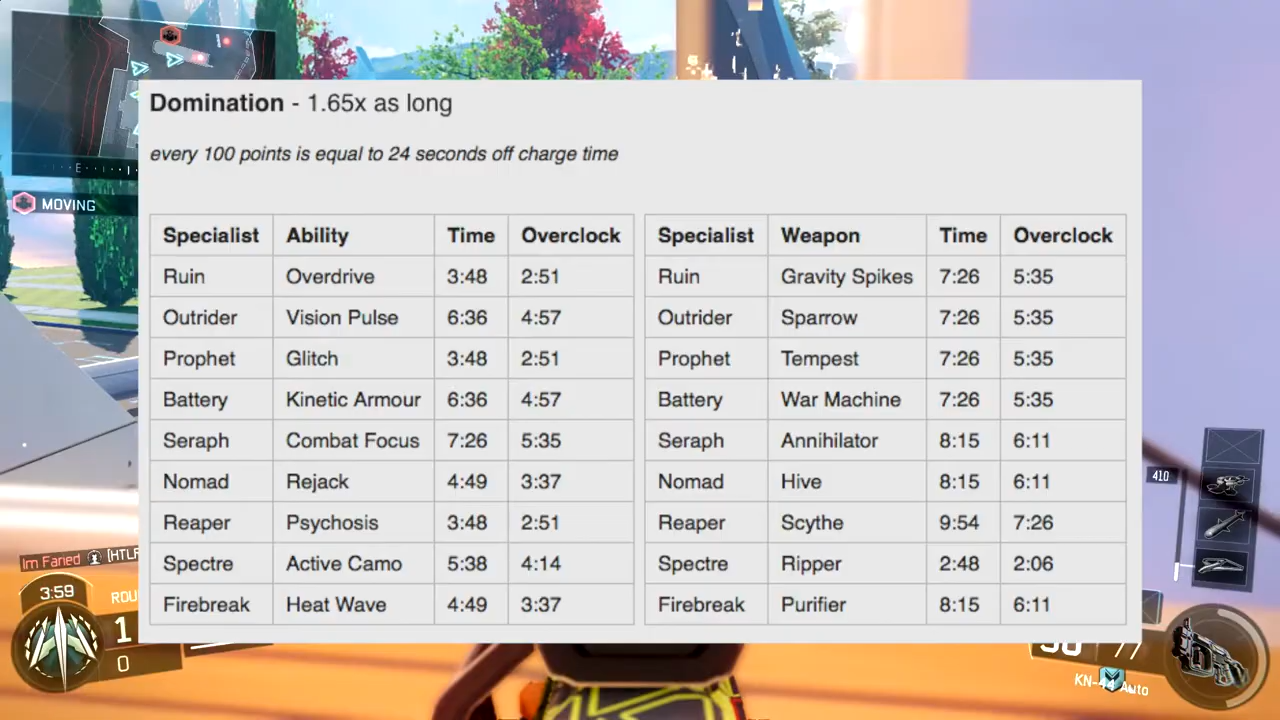 Domination - 1.65x as long
every 100 points is equal to 24 seconds off charge time
E
MOVING
Specialist Ability Time Overclock Specialist Weapon Time Overclock
Ruin Overdrive 3:48 2:51 Ruin Gravity Spikes 7:26 5:35
Outrider Vision Pulse 6:36 4:57 Outrider Sparrow 7:26 5:35
Prophet Glitch 3:48 2:51 Prophet Tempest 7:26 5:35
Battery Kinetic Armour 6:36 4:57 Battery War Machine 7:26 5:35
Seraph Combat Focus 7:26 5:35 Seraph Annihilator 8:15 6:11
Nomad Rejack 4:49 3:37 Nomad Hive 8:15 6:11
Reaper Psychosis 3:48 2:51 Reaper Scythe 9:54 7:26
Spectre Active Camo 5:38 4:14 Spectre Ripper 2:48 2:06
Firebreak Heat Wave 4:49 3:37 Firebreak Purifier 8:15 6:11
410
Im Faried
3:59
1
0
KN-44 Auto